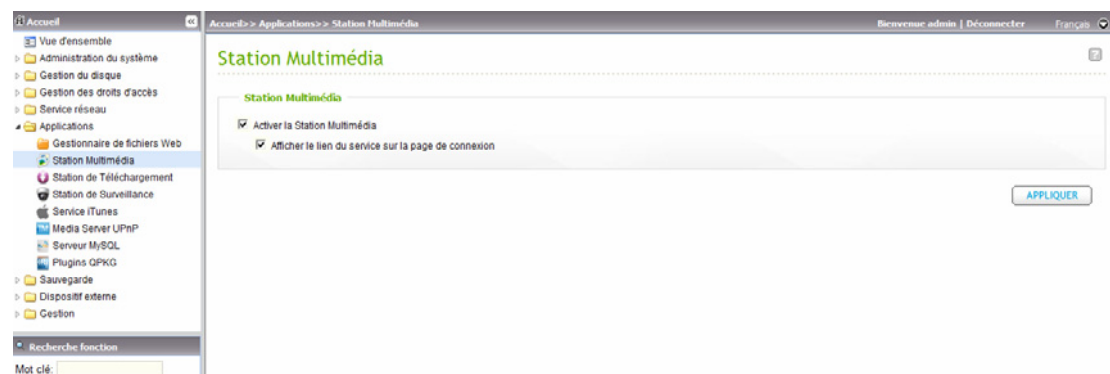 Accueil
Accueil>> Applications>> Station Multimédia
Bienvenue admin | Déconnecter
Français
Vue d'ensemble
Administration du système
Gestion du disque
Gestion des droits d'accès
Service réseau
Applications
Gestionnaire de fichiers Web
Station Multimédia
Station de Téléchargement
Station de Surveillance
Service iTunes
Media Server UPnP
Serveur MySQL
Plugins QPKG
Sauvegarde
Dispositif externe
Gestion
Recherche fonction
Mot clé:
Station Multimédia
Station Multimédia
Activer la Station Multimédia
Afficher le lien du service sur la page de connexion
APPLIQUER